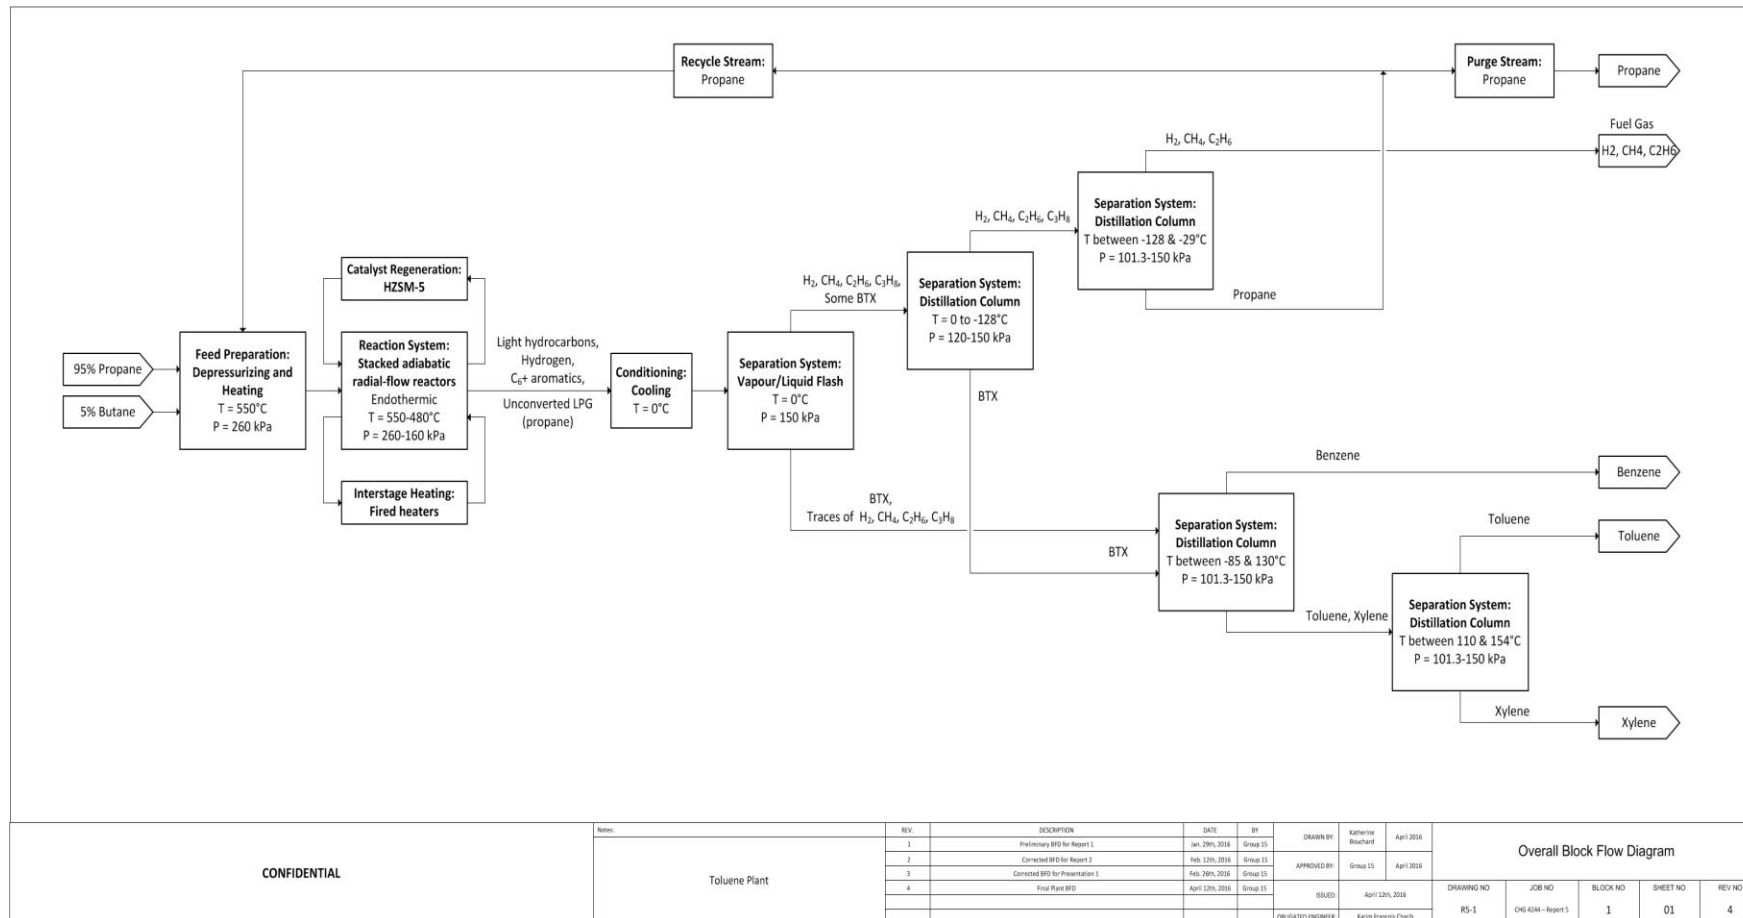 Recycle Stream:
Propane
Purge Stream:
Propane
Propane
Fuel Gas
H₂, CH₄, C₂H₆
H2, CH4, C2H6
Separation System:
Distillation Column
T between -128 & -29°C
P = 101.3-150 kPa
H₂, CH₄, C₂H₆, C₃H₈
Separation System:
Distillation Column
T = 0 to -128°C
P = 120-150 kPa
Propane
Catalyst Regeneration:
HZSM-5
H₂, CH₄, C₂H₆, C₃H₈,
Some BTX
95% Propane
5% Butane
Feed Preparation:
Depressurizing and
Heating
T = 550°C
P = 260 kPa
Reaction System:
Stacked adiabatic
radial-flow reactors
Endothermic
T = 550-480°C
P = 260-160 kPa
Light hydrocarbons,
Hydrogen,
C₆+ aromatics,
Unconverted LPG
(propane)
Conditioning:
Cooling
T = 0°C
Separation System:
Vapour/Liquid Flash
T = 0°C
P = 150 kPa
BTX
Interstage Heating:
Fired heaters
BTX,
Traces of H₂, CH₄, C₂H₆, C₃H₈
BTX
Benzene
Benzene
Separation System:
Distillation Column
T between -85 & 130°C
P = 101.3-150 kPa
Toluene
Toluene
Toluene, Xylene
Separation System:
Distillation Column
T between 110 & 154°C
P = 101.3-150 kPa
Xylene
Xylene
CONFIDENTIAL
Notes:
Toluene Plant
REV. DESCRIPTION DATE BY
1 Preliminary BFD for Report 1 Jan. 29th, 2016 Group 15
2 Corrected BFD for Report 2 Feb. 12th, 2016 Group 15
3 Corrected BFD for Presentation 1 Feb. 26th, 2016 Group 15
4 Final Plant BFD April 12th, 2016 Group 15
DRAWN BY: Katherine Bouchard April 2016
APPROVED BY: Group 15 April 2016
ISSUED: April 12th, 2016
OBLIGATED ENGINEER: Karim François
Overall Block Flow Diagram
DRAWING NO JOB NO BLOCK NO SHEET NO REV NO
R5-1 CHG 4244 – Report 5 1 01 4